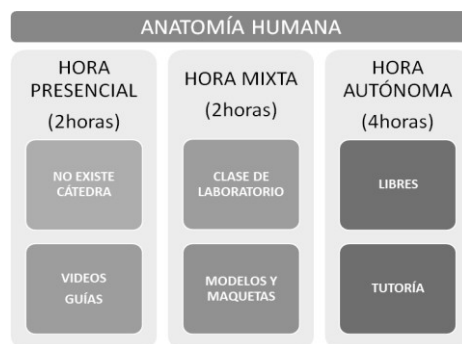 ANATOMÍA HUMANA
HORA
PRESENCIAL
(2horas)
NO EXISTE
CÁTEDRA
VIDEOS
GUÍAS
HORA MIXTA
(2horas)
CLASE DE
LABORATORIO
MODELOS Y
MAQUETAS
HORA
AUTÓNOMA
(4horas)
LIBRES
TUTORÍA